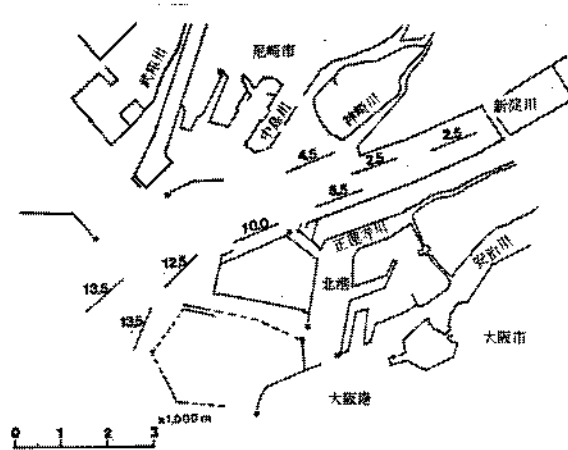 尼崎市
武庫川
中島川
神崎川
新淀川
4.5
2.5
2.5
5.5
10.0
正蓮寺川
安治川
12.5
北港
13.5
13.5
大阪市
大阪港
×1,000m
0 1 2 3